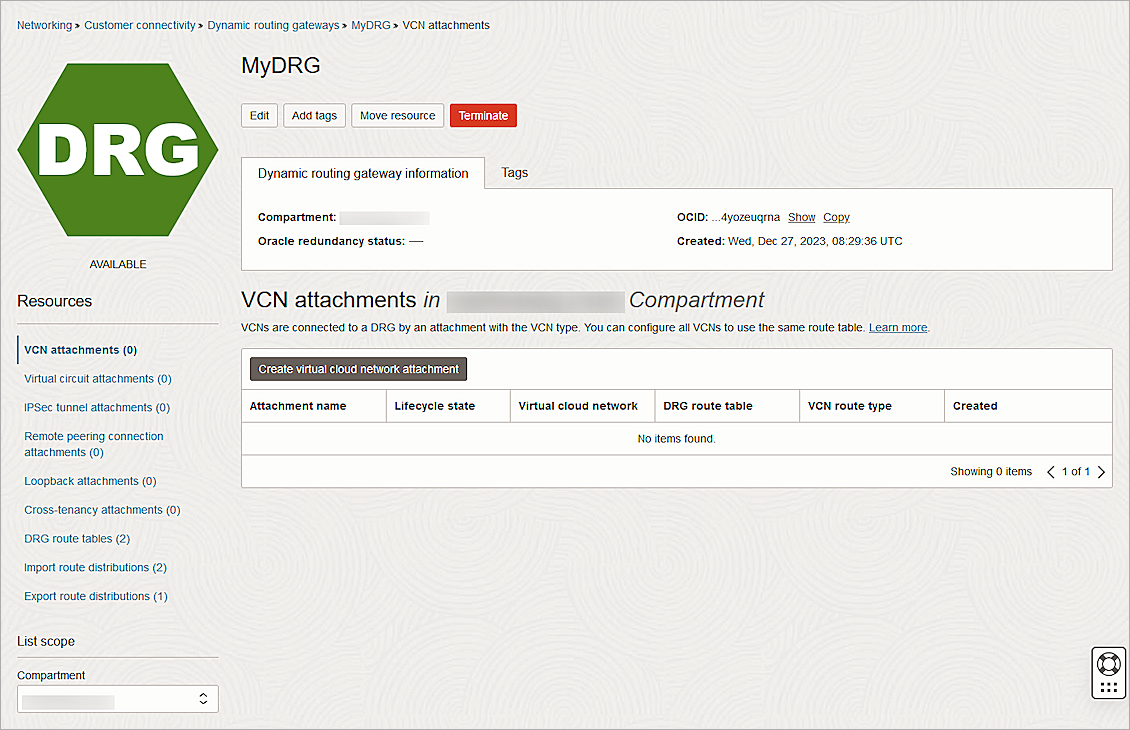 Networking » Customer connectivity » Dynamic routing gateways » MyDRG » VCN attachments
DRG
AVAILABLE
MyDRG
Edit Add tags Move resource Terminate
Dynamic routing gateway information Tags
Compartment:
OCID: ...4yozeuqrna Show Copy
Oracle redundancy status: —
Created: Wed, Dec 27, 2023, 08:29:36 UTC
Resources
VCN attachments (0)
Virtual circuit attachments (0)
IPSec tunnel attachments (0)
Remote peering connection
attachments (0)
Loopback attachments (0)
Cross-tenancy attachments (0)
DRG route tables (2)
Import route distributions (2)
Export route distributions (1)
List scope
Compartment
VCN attachments in Compartment
VCNs are connected to a DRG by an attachment with the VCN type. You can configure all VCNs to use the same route table. Learn more.
Create virtual cloud network attachment
Attachment name Lifecycle state Virtual cloud network DRG route table VCN route type Created
No items found.
Showing 0 items < 1 of 1 >